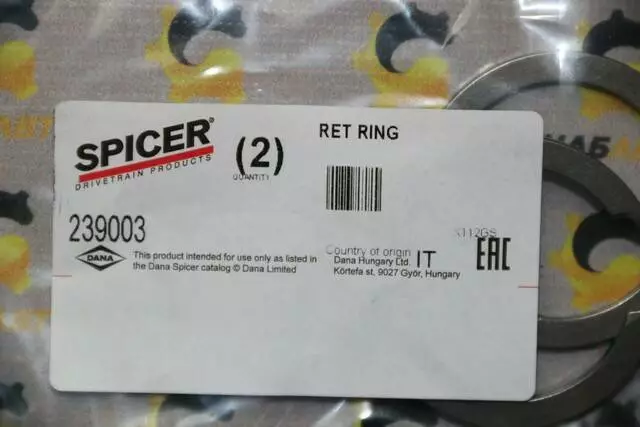 SPICER®
DRIVETRAIN PRODUCTS
(2)
QUANTITY
RET RING
239003
DANA
This product intended for use only as listed in
the Dana Spicer catalog © Dana Limited
Country of origin IT
Dana Hungary Ltd.
Körtefa st, 9027 Győr, Hungary
EAC
НАБ